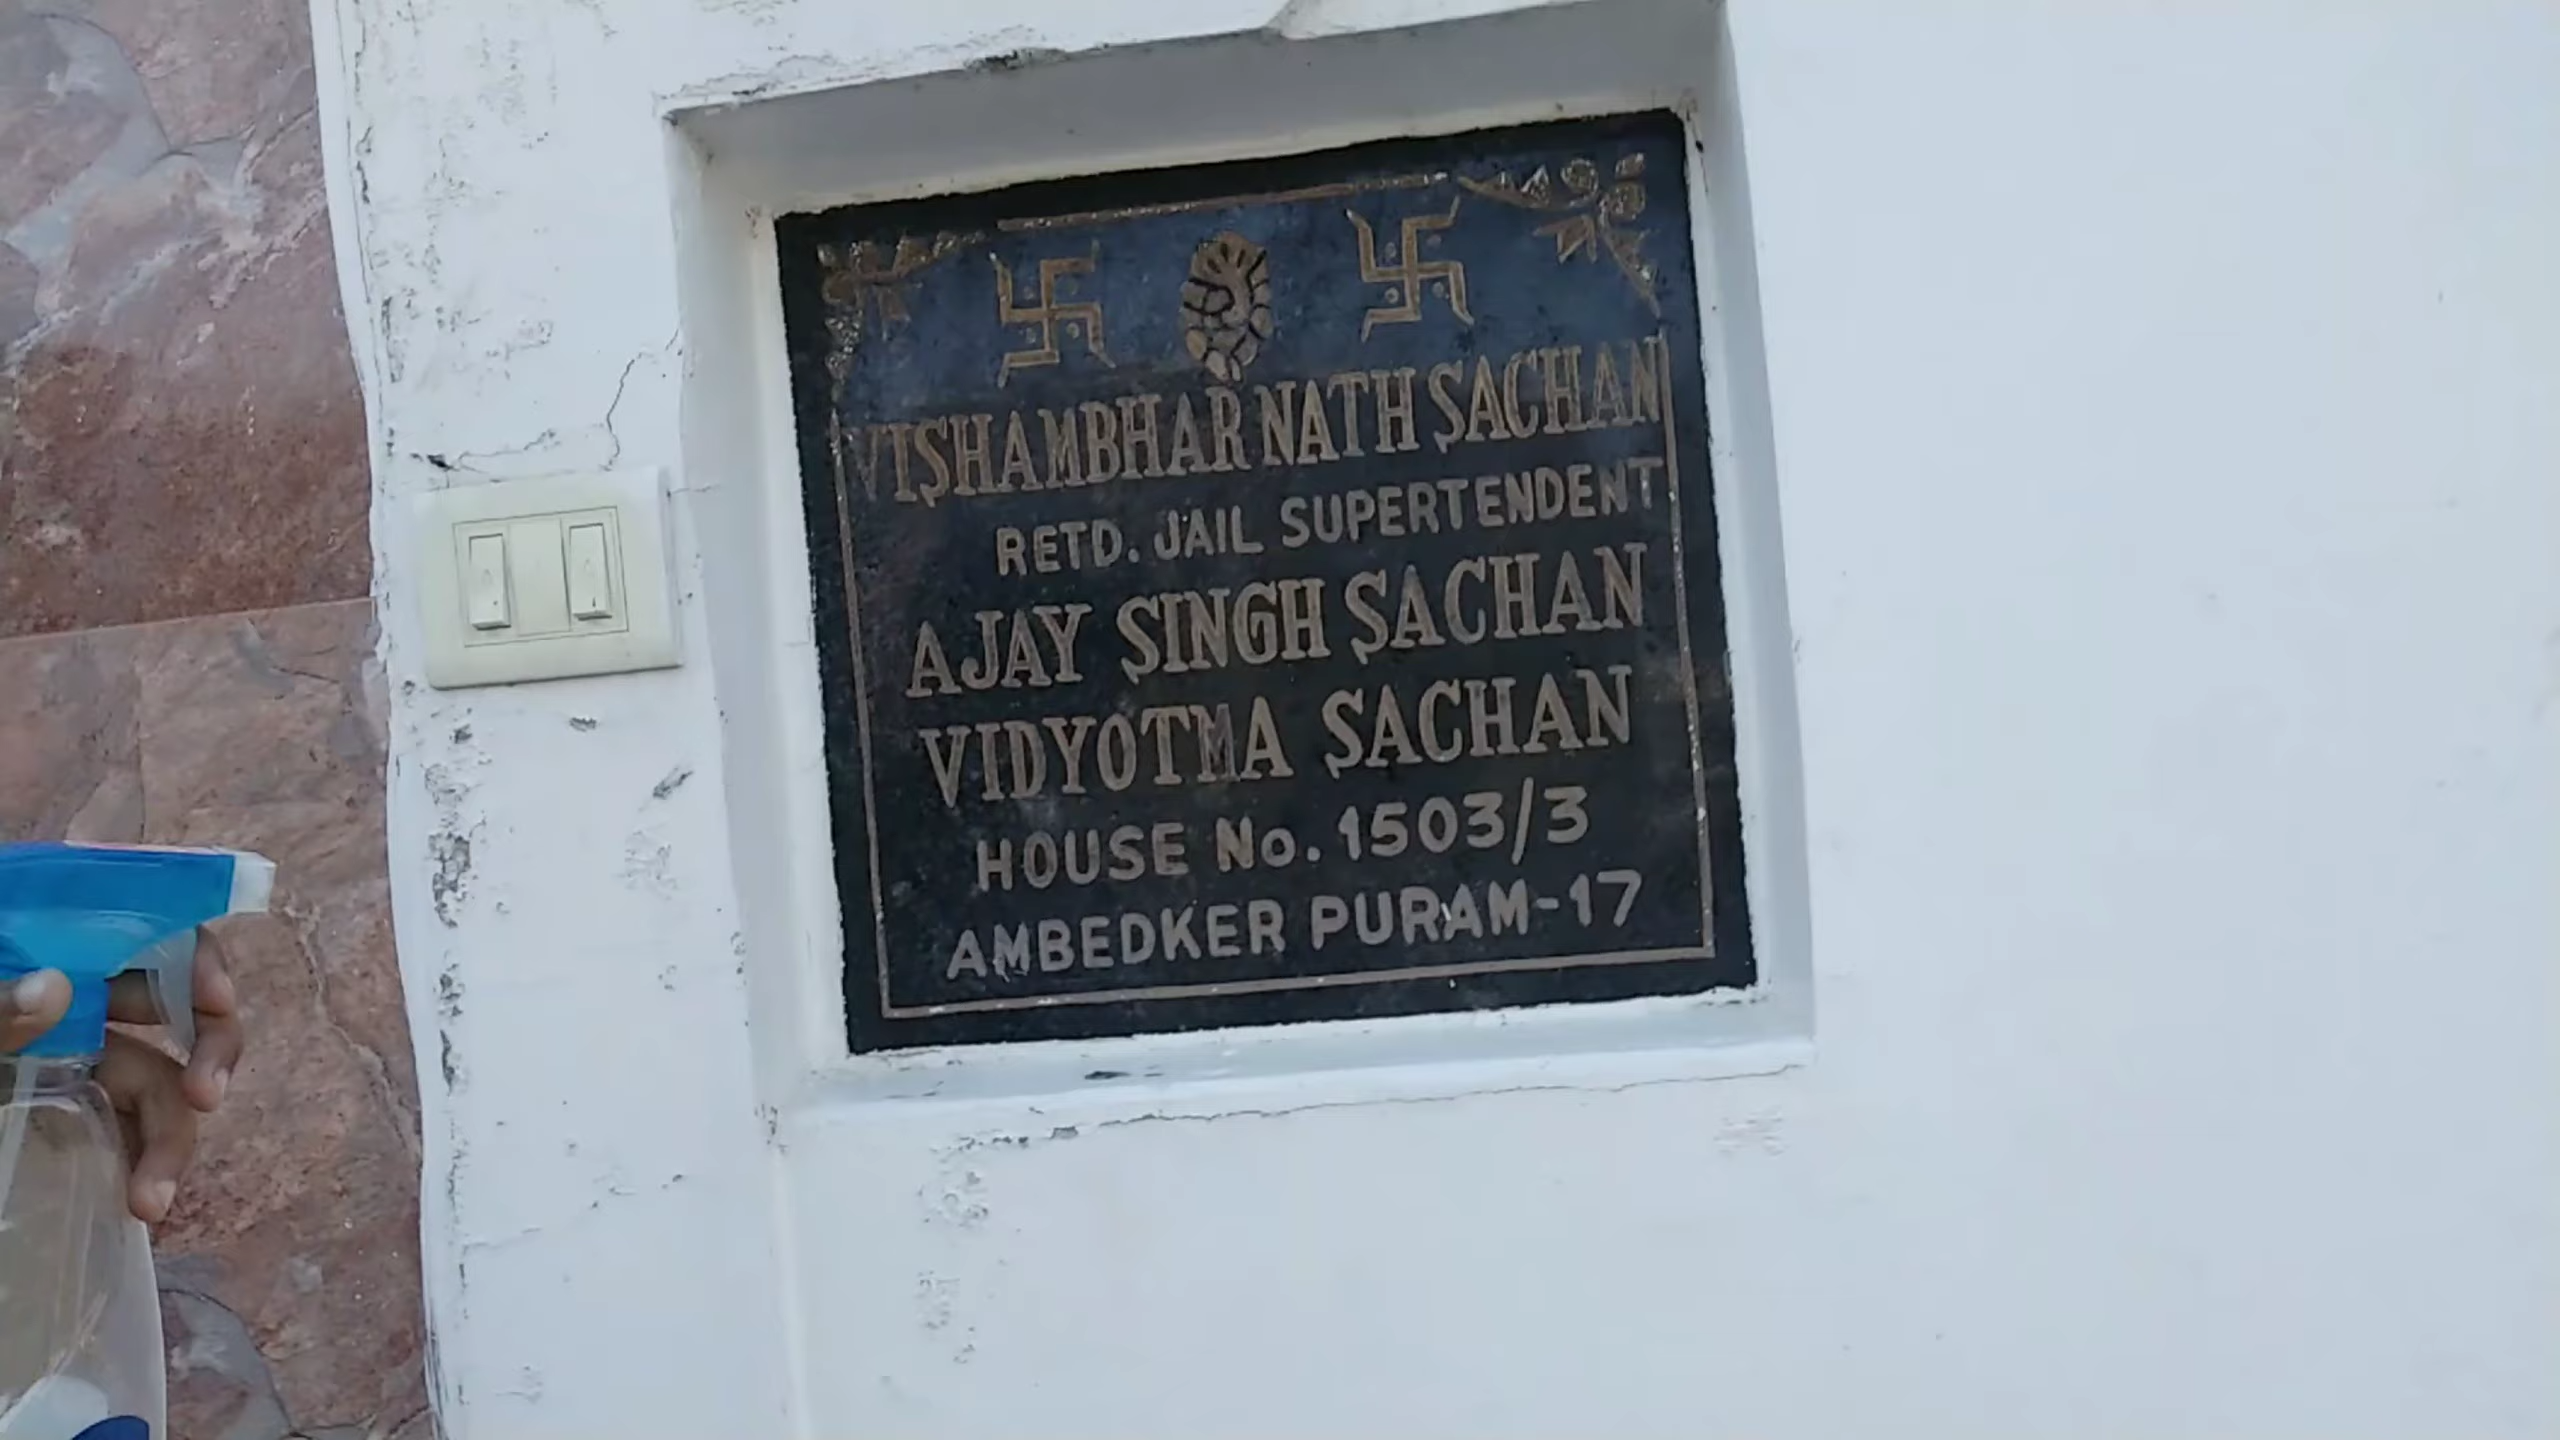 VISHAMBHAR NATH SACHAN
RETD. JAIL SUPERTENDENT
AJAY SINGH SACHAN
VIDYOTMA SACHAN
HOUSE No. 1503/3
AMBEDKER PURAM-17